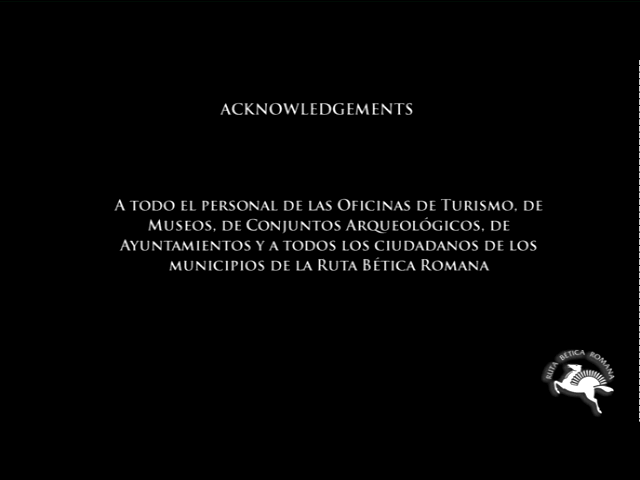 ACKNOWLEDGEMENTS
A TODO EL PERSONAL DE LAS OFICINAS DE TURISMO, DE
MUSEOS, DE CONJUNTOS ARQUEOLÓGICOS, DE
AYUNTAMIENTOS Y A TODOS LOS CIUDADANOS DE LOS
MUNICIPIOS DE LA RUTA BÉTICA ROMANA
RUTA BÉTICA ROMANA